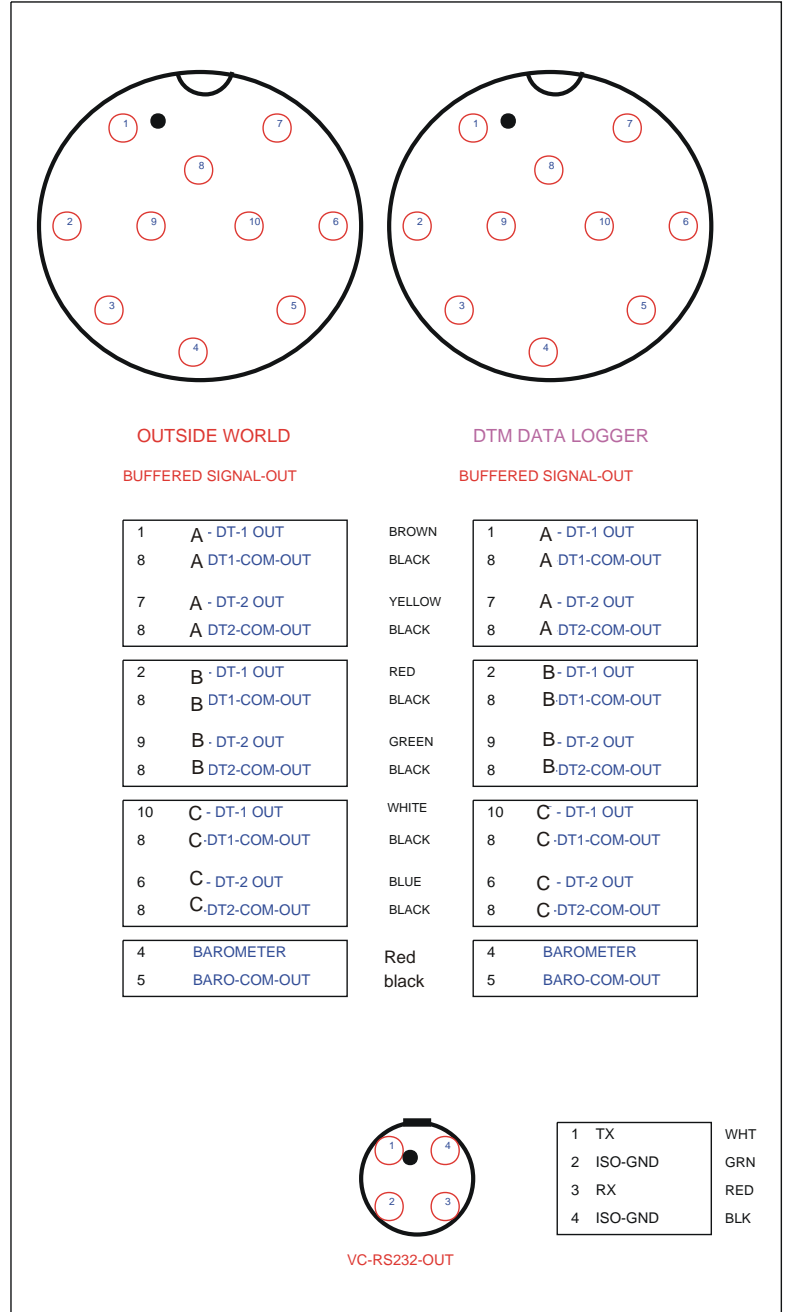 1 7
8
2 9 10 6
3 5
4
1 7
8
2 9 10 6
3 5
4
OUTSIDE WORLD
DTM DATA LOGGER
BUFFERED SIGNAL-OUT
BUFFERED SIGNAL-OUT
1 A - DT-1 OUT BROWN 1 A - DT-1 OUT
8 A DT1-COM-OUT BLACK 8 A DT1-COM-OUT
7 A - DT-2 OUT YELLOW 7 A - DT-2 OUT
8 A DT2-COM-OUT BLACK 8 A DT2-COM-OUT
2 B - DT-1 OUT RED 2 B - DT-1 OUT
8 B DT1-COM-OUT BLACK 8 B-DT1-COM-OUT
9 B - DT-2 OUT GREEN 9 B - DT-2 OUT
8 B DT2-COM-OUT BLACK 8 B-DT2-COM-OUT
10 C - DT-1 OUT WHITE 10 C - DT-1 OUT
8 C-DT1-COM-OUT BLACK 8 C-DT1-COM-OUT
6 C - DT-2 OUT BLUE 6 C - DT-2 OUT
8 C-DT2-COM-OUT BLACK 8 C-DT2-COM-OUT
4 BAROMETER Red 4 BAROMETER
5 BARO-COM-OUT black 5 BARO-COM-OUT
1 4
2 3
VC-RS232-OUT
1 TX WHT
2 ISO-GND GRN
3 RX RED
4 ISO-GND BLK